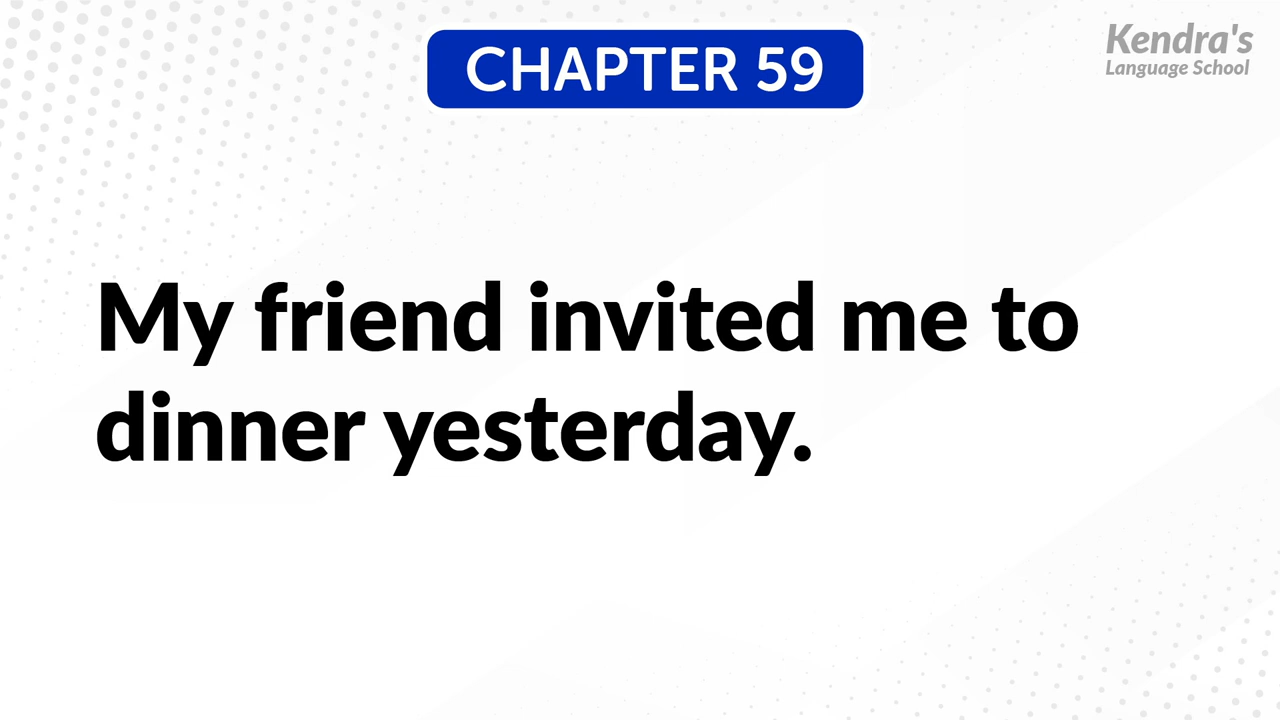 CHAPTER 59
Kendra's
Language School
My friend invited me to
dinner yesterday.